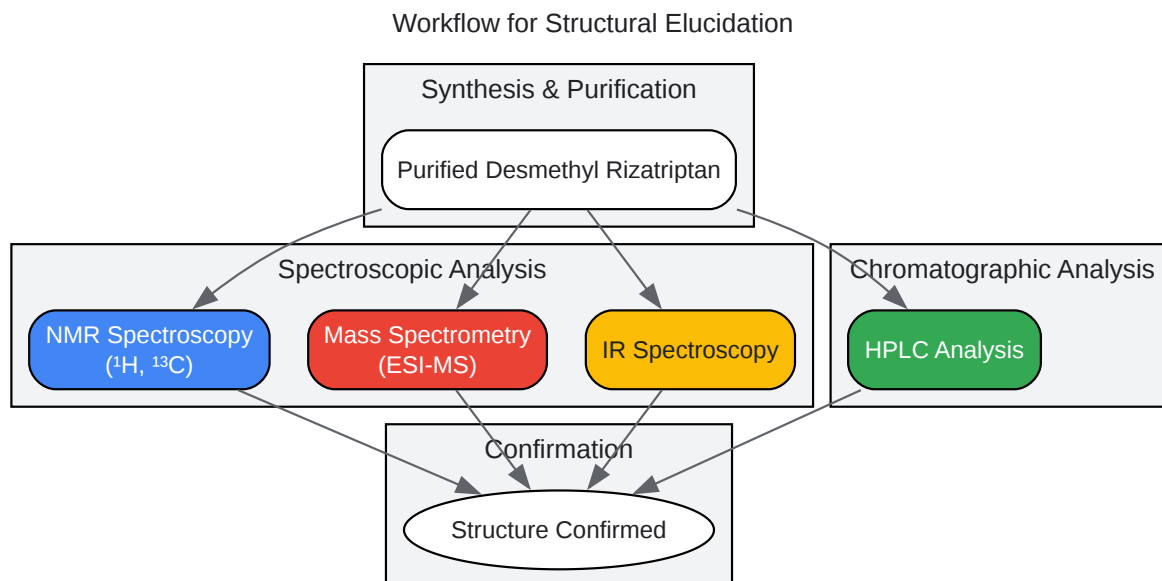 Workflow for Structural Elucidation
Synthesis & Purification
Purified Desmethyl Rizatriptan
Spectroscopic Analysis
Chromatographic Analysis
NMR Spectroscopy
(¹H, ¹³C)
Mass Spectrometry
(ESI-MS)
IR Spectroscopy
HPLC Analysis
Confirmation
Structure Confirmed